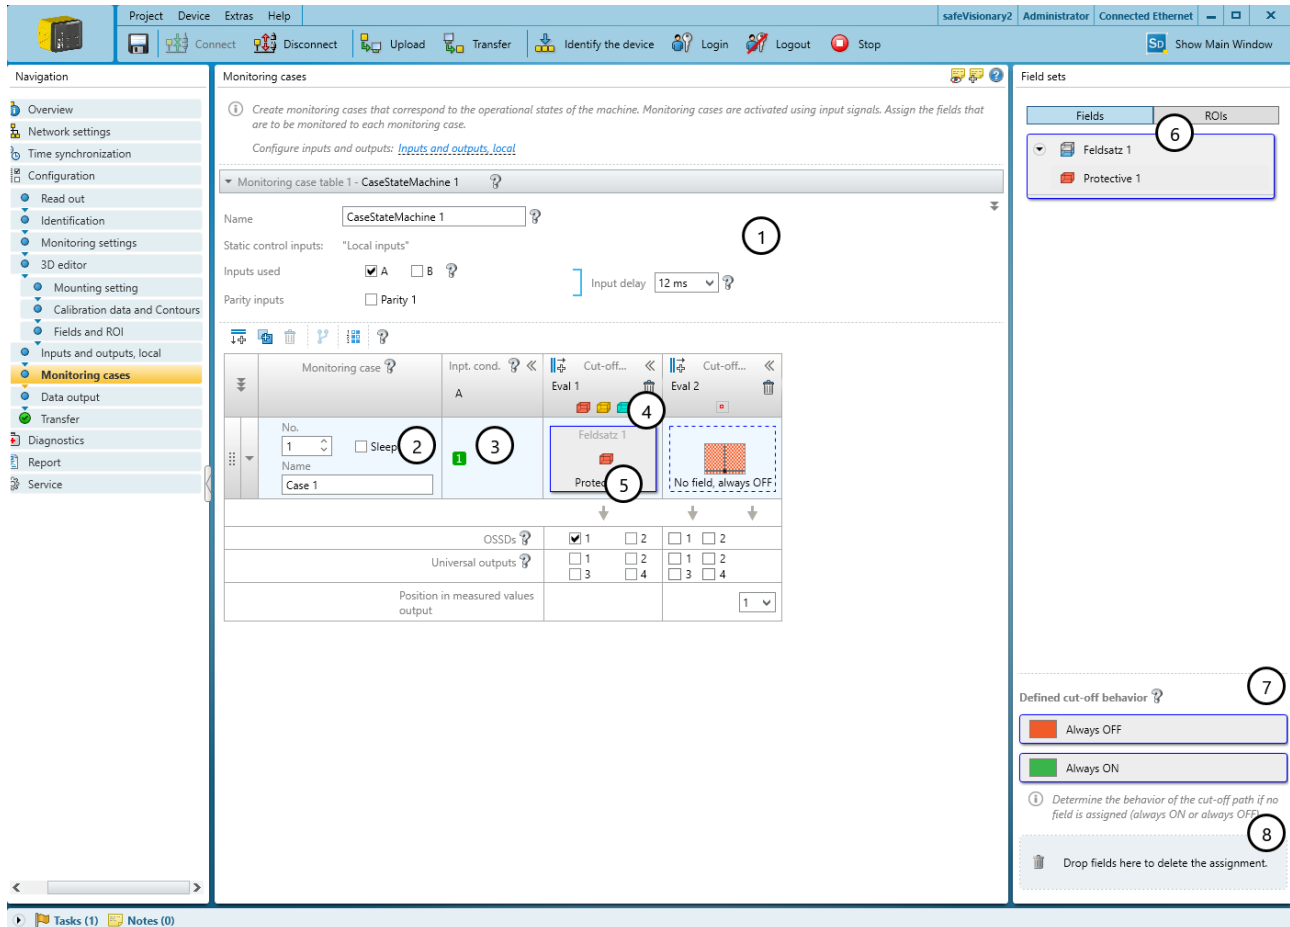 Project Device Extras Help
safeVisionary2 Administrator Connected Ethernet
Connect Disconnect Upload Transfer Identify the device Login Logout Stop SD Show Main Window
Navigation
Overview
Network settings
Time synchronization
Configuration
Read out
Identification
Monitoring settings
3D editor
Mounting setting
Calibration data and Contours
Fields and ROI
Inputs and outputs, local
Monitoring cases
Data output
Transfer
Diagnostics
Report
Service
Monitoring cases
Create monitoring cases that correspond to the operational states of the machine. Monitoring cases are activated using input signals. Assign the fields that
are to be monitored to each monitoring case.
Configure inputs and outputs: Inputs and outputs, local
Monitoring case table 1 - CaseStateMachine 1
Name CaseStateMachine 1
1
Static control inputs: "Local inputs"
Inputs used A B
Input delay 12 ms
Parity inputs Parity 1
Monitoring case Inpt. cond. Cut-off... Cut-off...
A Eval 1 Eval 2
4
No. Feldsatz 1
1 Sleep 2 3
1
Name
Case 1 Protec 5 No field, always OFF
OSSDs 1 2 1 2
Universal outputs 1 2 1 2
3 4 3 4
Position in measured values
output
1
Field sets
Fields ROIs
6
Feldsatz 1
Protective 1
7
Defined cut-off behavior
Always OFF
Always ON
Determine the behavior of the cut-off path if no
field is assigned (always ON or always OFF)
8
Drop fields here to delete the assignment.
Tasks (1) Notes (0)